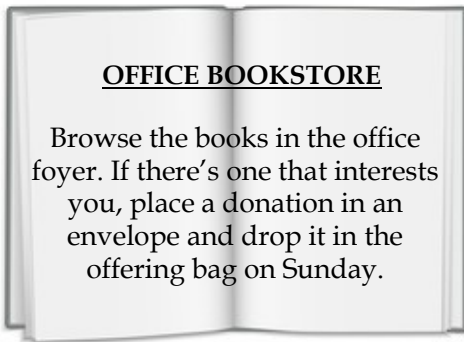 OFFICE BOOKSTORE
Browse the books in the office
foyer. If there’s one that interests
you, place a donation in an
envelope and drop it in the
offering bag on Sunday.